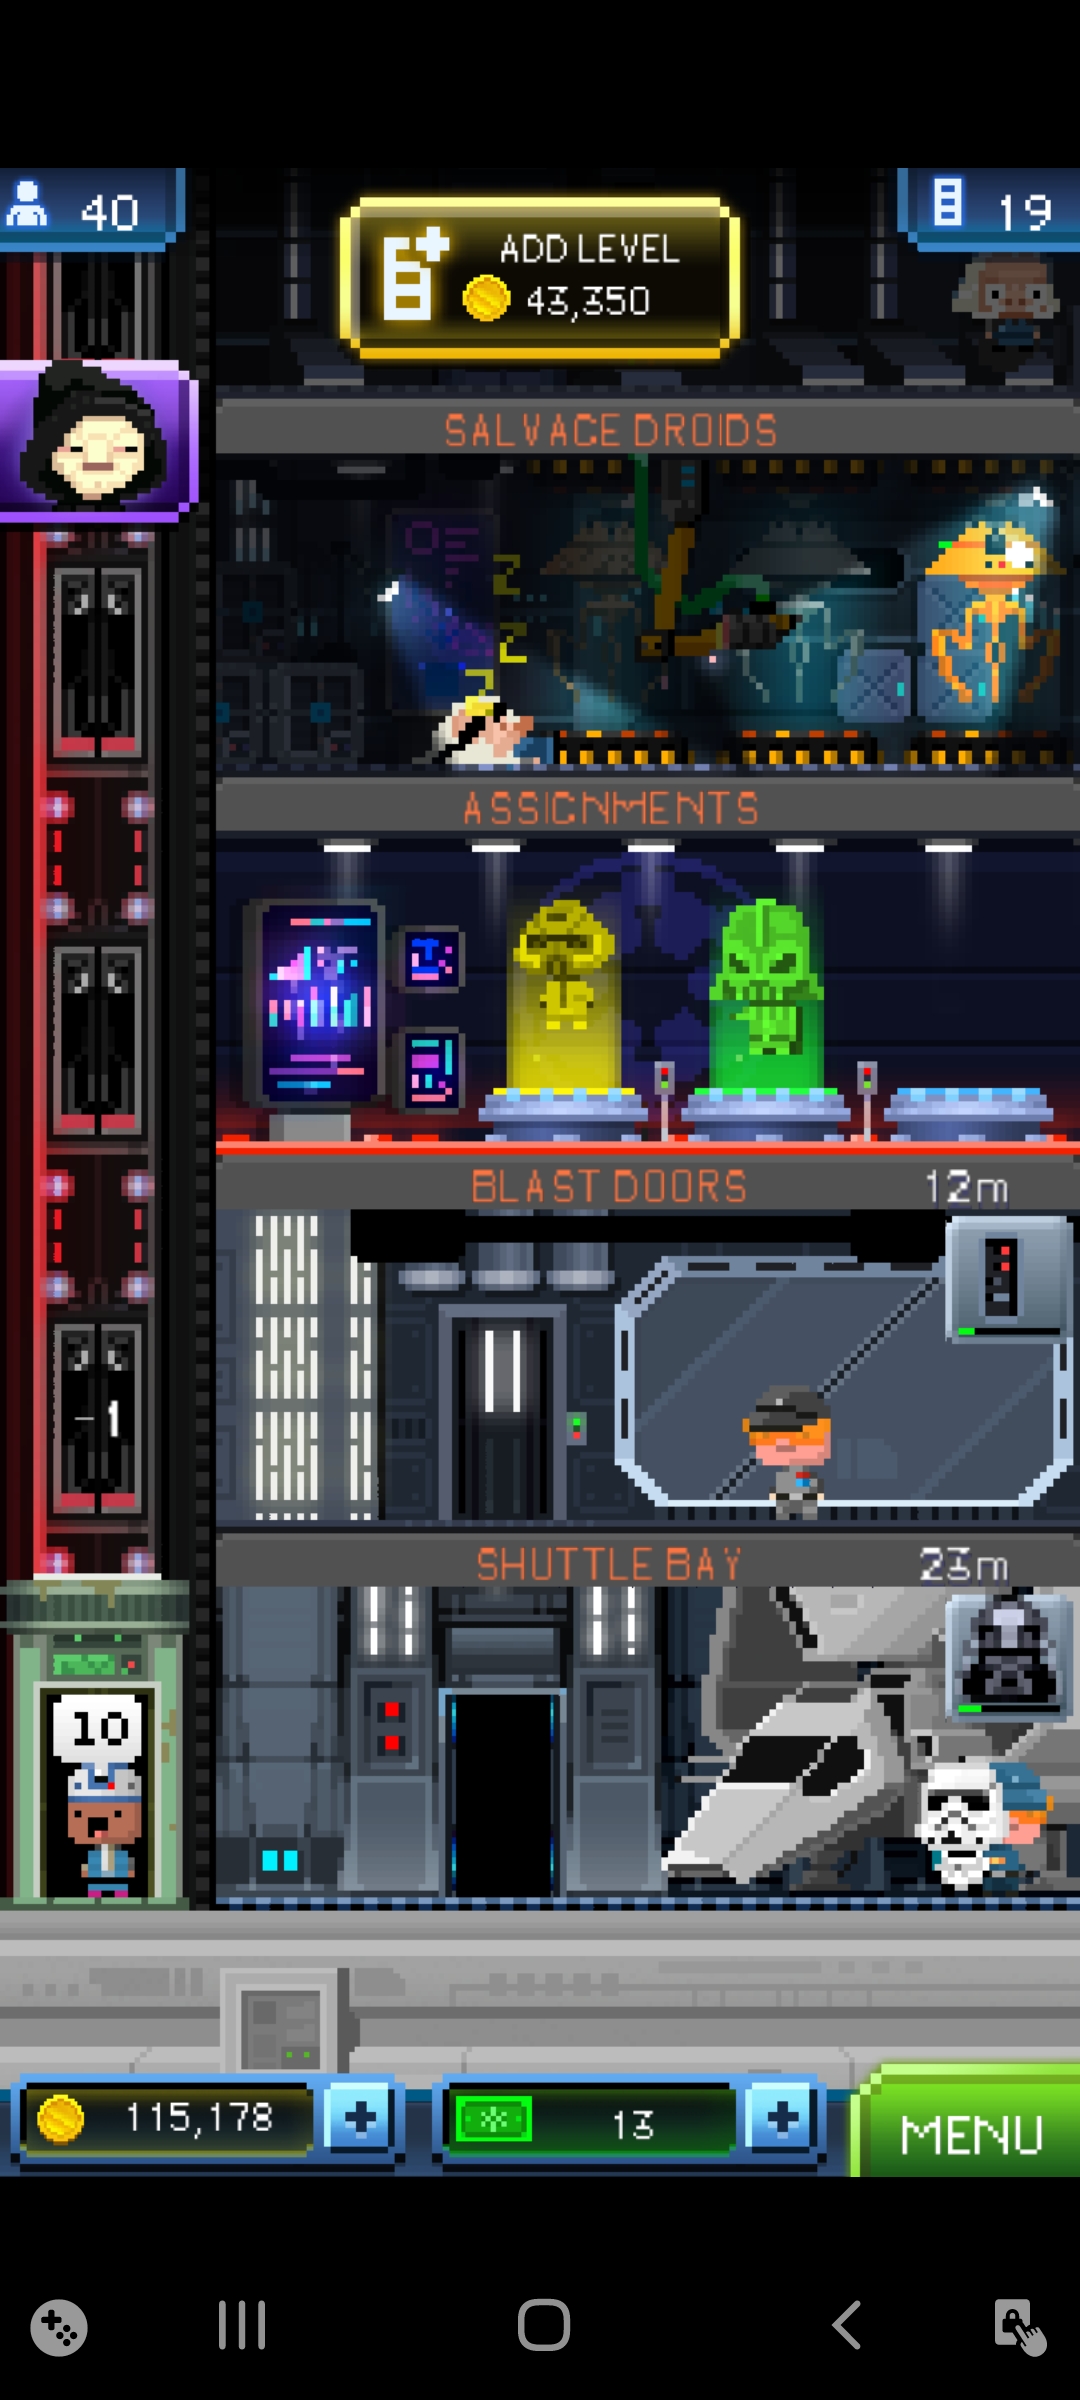 40
ADD LEVEL
43,350
19
SALVAGE DROIDS
Z
Z
Z
ASSIGNMENTS
BLAST DOORS 12m
-1
SHUTTLE BAY 23m
10
115,178
13
MENU